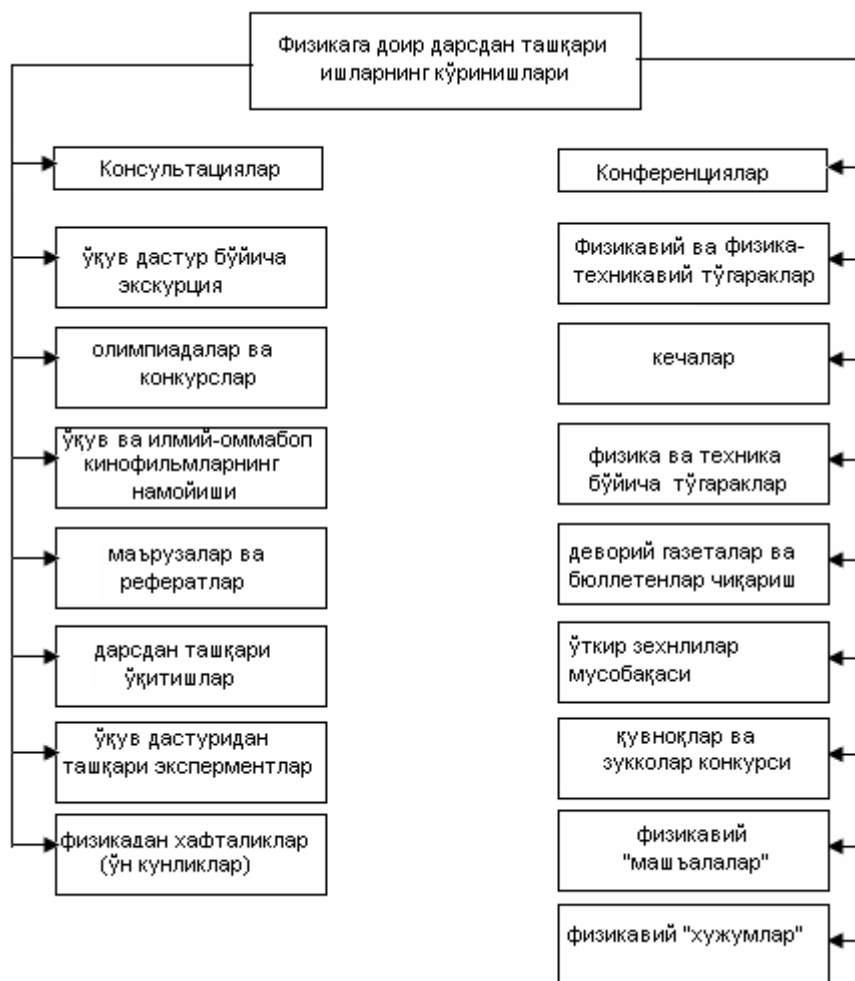 Физикага доир дарсдан ташқари
ишларнинг кўринишлари
Консультациялар
ўқув дастур бўйича
экскурция
олимпиадалар ва
конкурслар
ўқув ва илмий-оммабоп
кинофильмларнинг
намойиши
маърузалар ва
рефератлар
дарсдан ташқари
ўқитишлар
ўқув дастуридан
ташқари эксперментлар
физикадан хафталиклар
(ўн кунликлар)
Конференциялар
Физикавий ва физика-
техникавий тўгараклар
кечалар
физика ва техника
бўйича тўгараклар
деворий газеталар ва
бюллетенлар чиқариш
ўткир зехнлилар
мусобақаси
қувноқлар ва
зукколар конкурси
физикавий
"машъалалар"
физикавий "хужумлар"